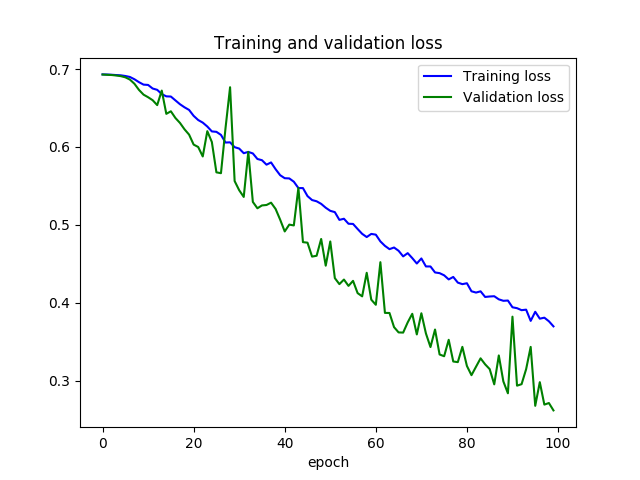 Training and validation loss
Training loss
Validation loss
0.7
0.6
0.5
0.4
0.3
0 20 40 60 80 100
epoch